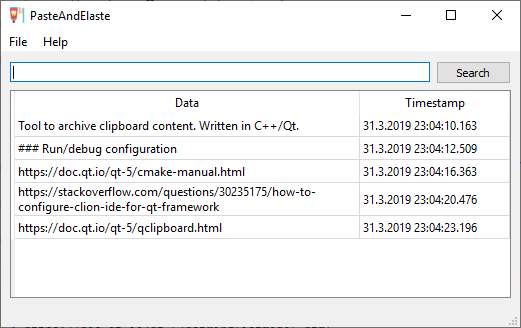 PasteAndElaste
File Help
Search
Data Timestamp
Tool to archive clipboard content. Written in C++/Qt. 31.3.2019 23:04:10.163
### Run/debug configuration 31.3.2019 23:04:12.509
https://doc.qt.io/qt-5/cmake-manual.html 31.3.2019 23:04:16.363
https://stackoverflow.com/questions/30235175/how-to-
configure-clion-ide-for-qt-framework 31.3.2019 23:04:20.476
https://doc.qt.io/qt-5/qclipboard.html 31.3.2019 23:04:23.196